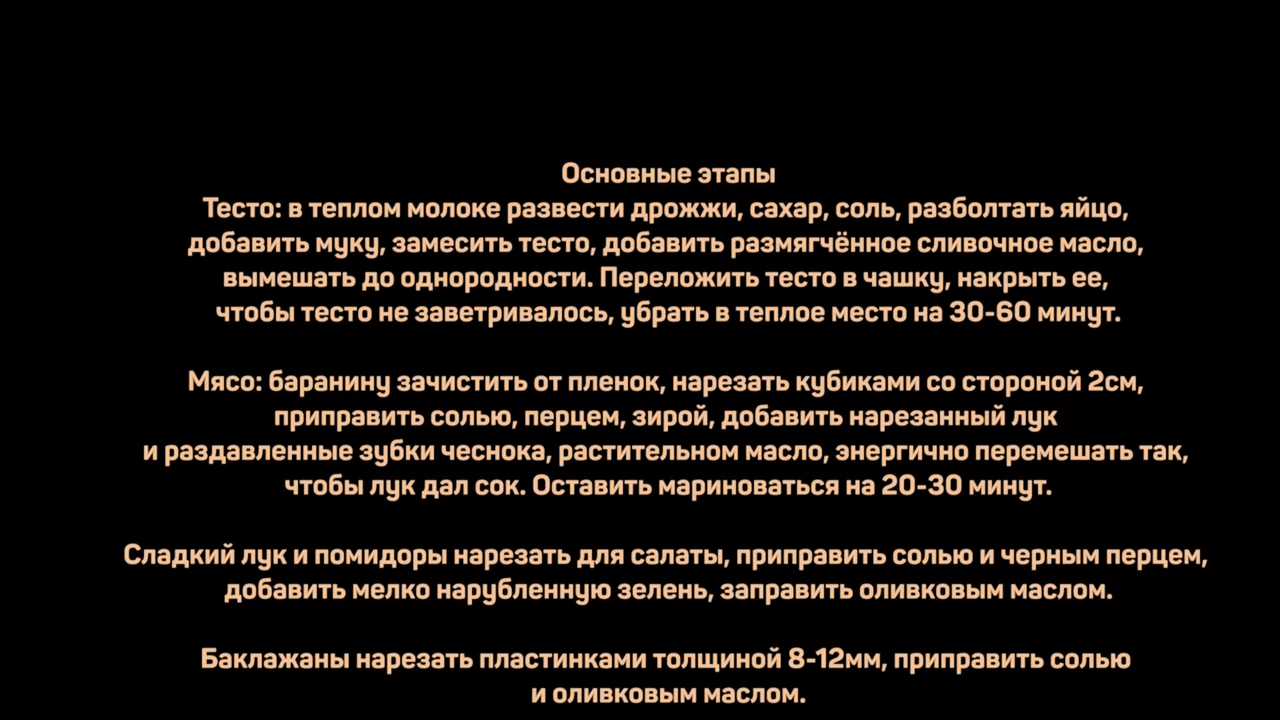 Основные этапы
Тесто: в теплом молоке развести дрожжи, сахар, соль, разболтать яйцо,
добавить муку, замесить тесто, добавить размягчённое сливочное масло,
вымешать до однородности. Переложить тесто в чашку, накрыть ее,
чтобы тесто не заветривалось, убрать в теплое место на 30-60 минут.
Мясо: баранину зачистить от пленок, нарезать кубиками со стороной 2см,
приправить солью, перцем, зирой, добавить нарезанный лук
и раздавленные зубки чеснока, растительном масло, энергично перемешать так,
чтобы лук дал сок. Оставить мариноваться на 20-30 минут.
Сладкий лук и помидоры нарезать для салаты, приправить солью и черным перцем,
добавить мелко нарубленную зелень, заправить оливковым маслом.
Баклажаны нарезать пластинками толщиной 8-12мм, приправить солью
и оливковым маслом.